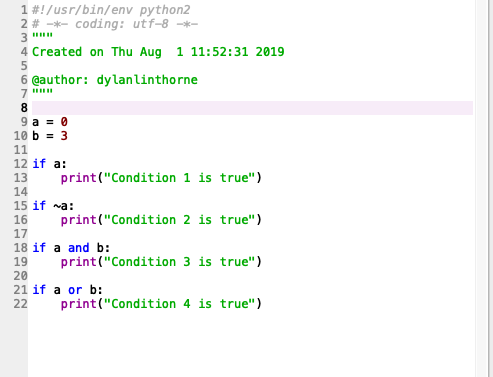 1 #!/usr/bin/env python2
2 # -*- coding: utf-8 -*-
3 """
4 Created on Thu Aug  1 11:52:31 2019
5
6 @author: dylanlinthorne
7 """
8
9 a = 0
10 b = 3
11
12 if a:
13     print("Condition 1 is true")
14
15 if ~a:
16     print("Condition 2 is true")
17
18 if a and b:
19     print("Condition 3 is true")
20
21 if a or b:
22     print("Condition 4 is true")